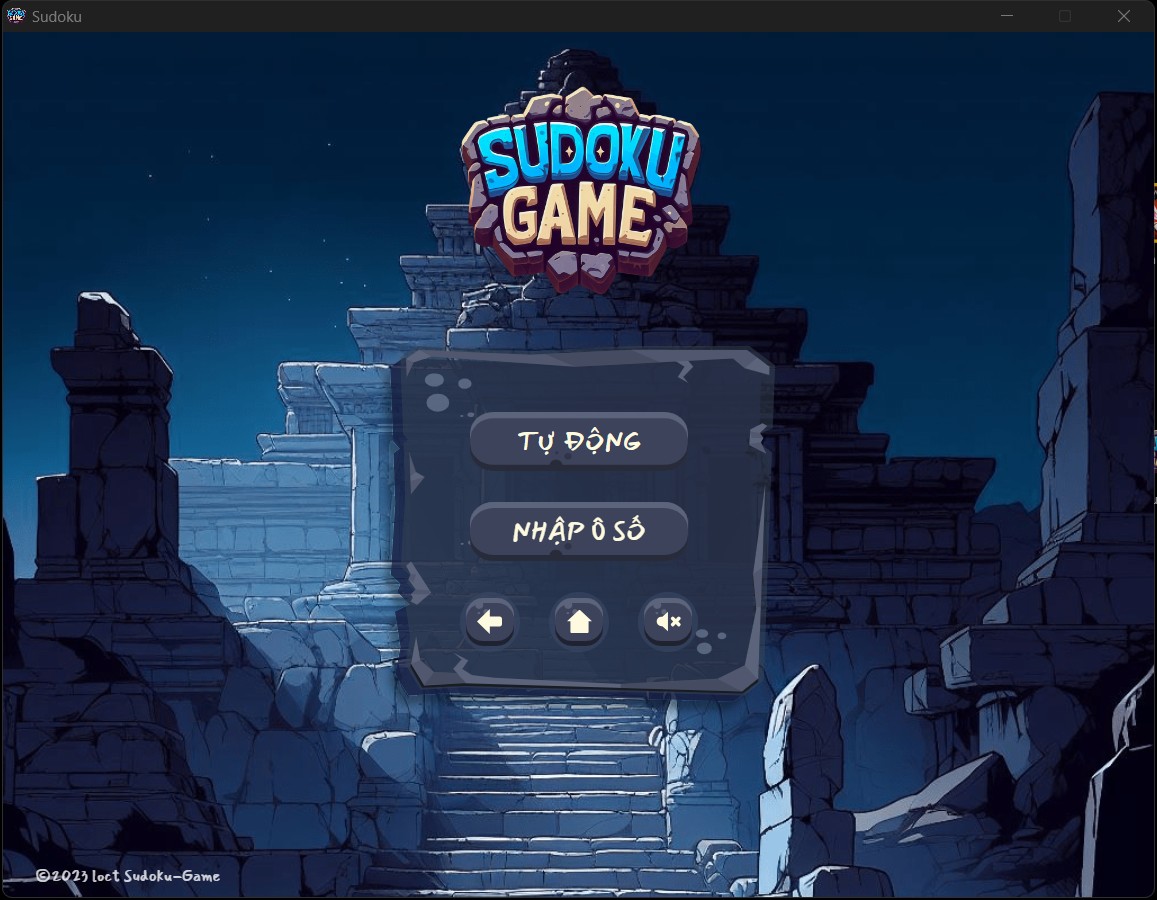 Sudoku
SUDOKU
GAME
TỰ ĐỘNG
NHẬP Ô SỐ
©2023 loct Sudoku-Game